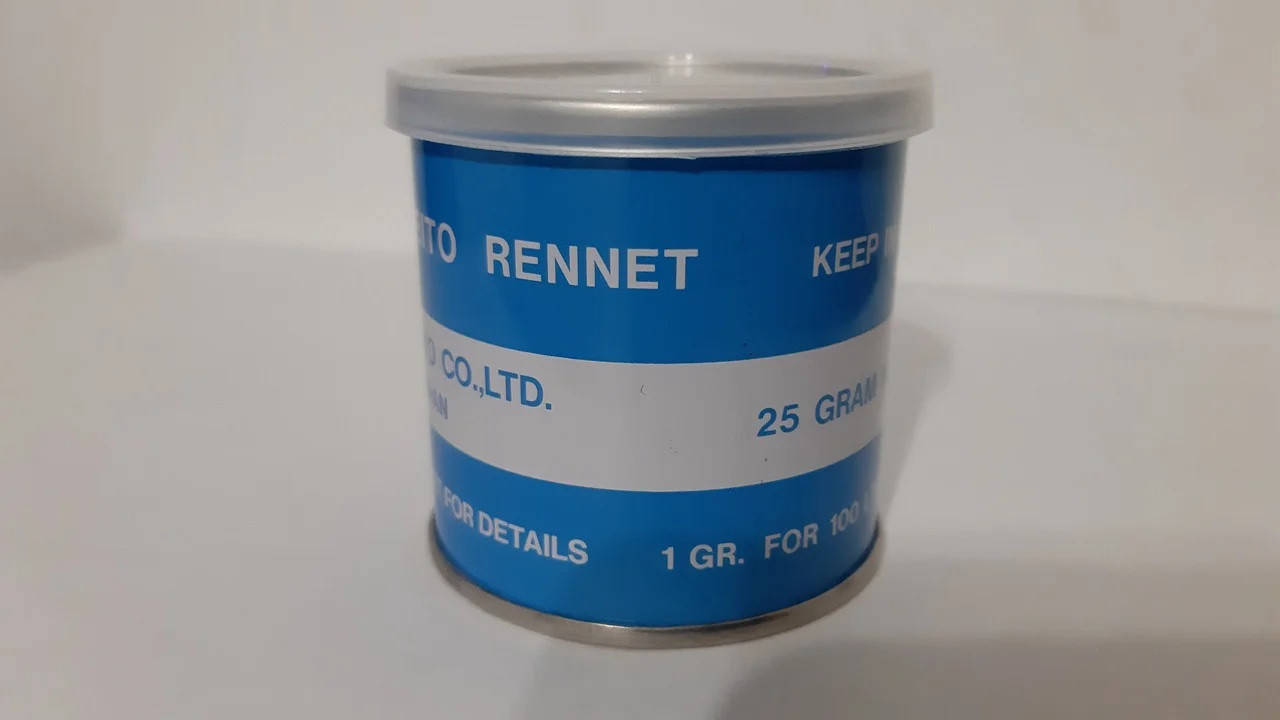 RENNET
KEEP
CO.,LTD.
25 GRAM
FOR DETAILS
1 GR. FOR 100